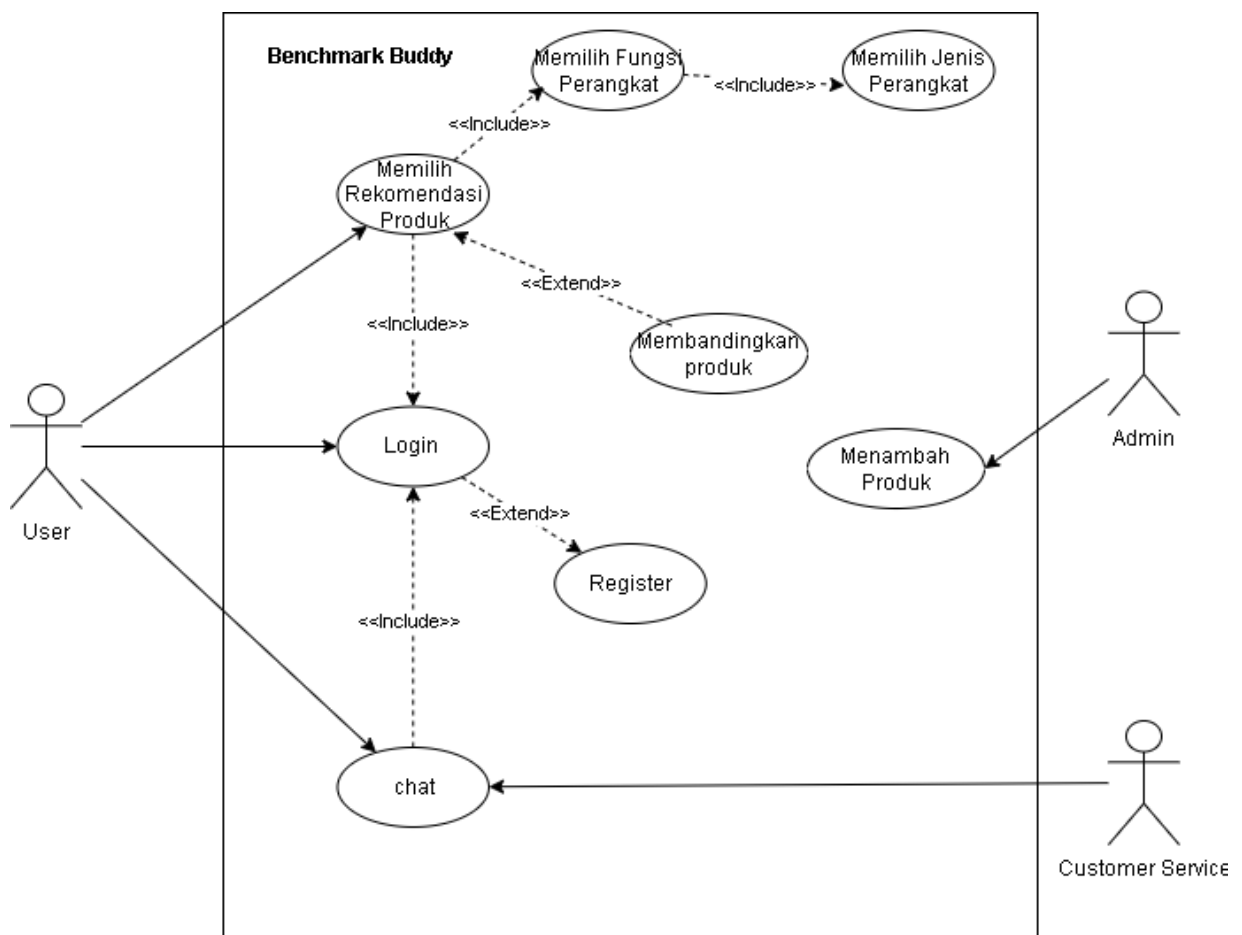 Benchmark Buddy
Memilih Fungsi
Perangkat
<<Include>>
Memilih Jenis
Perangkat
<<Include>>
Memilih
Rekomendasi
Produk
<<Extend>>
<<Include>>
Membandingkan
produk
Admin
Login
Menambah
Produk
User
<<Extend>>
Register
<<Include>>
chat
Customer Service